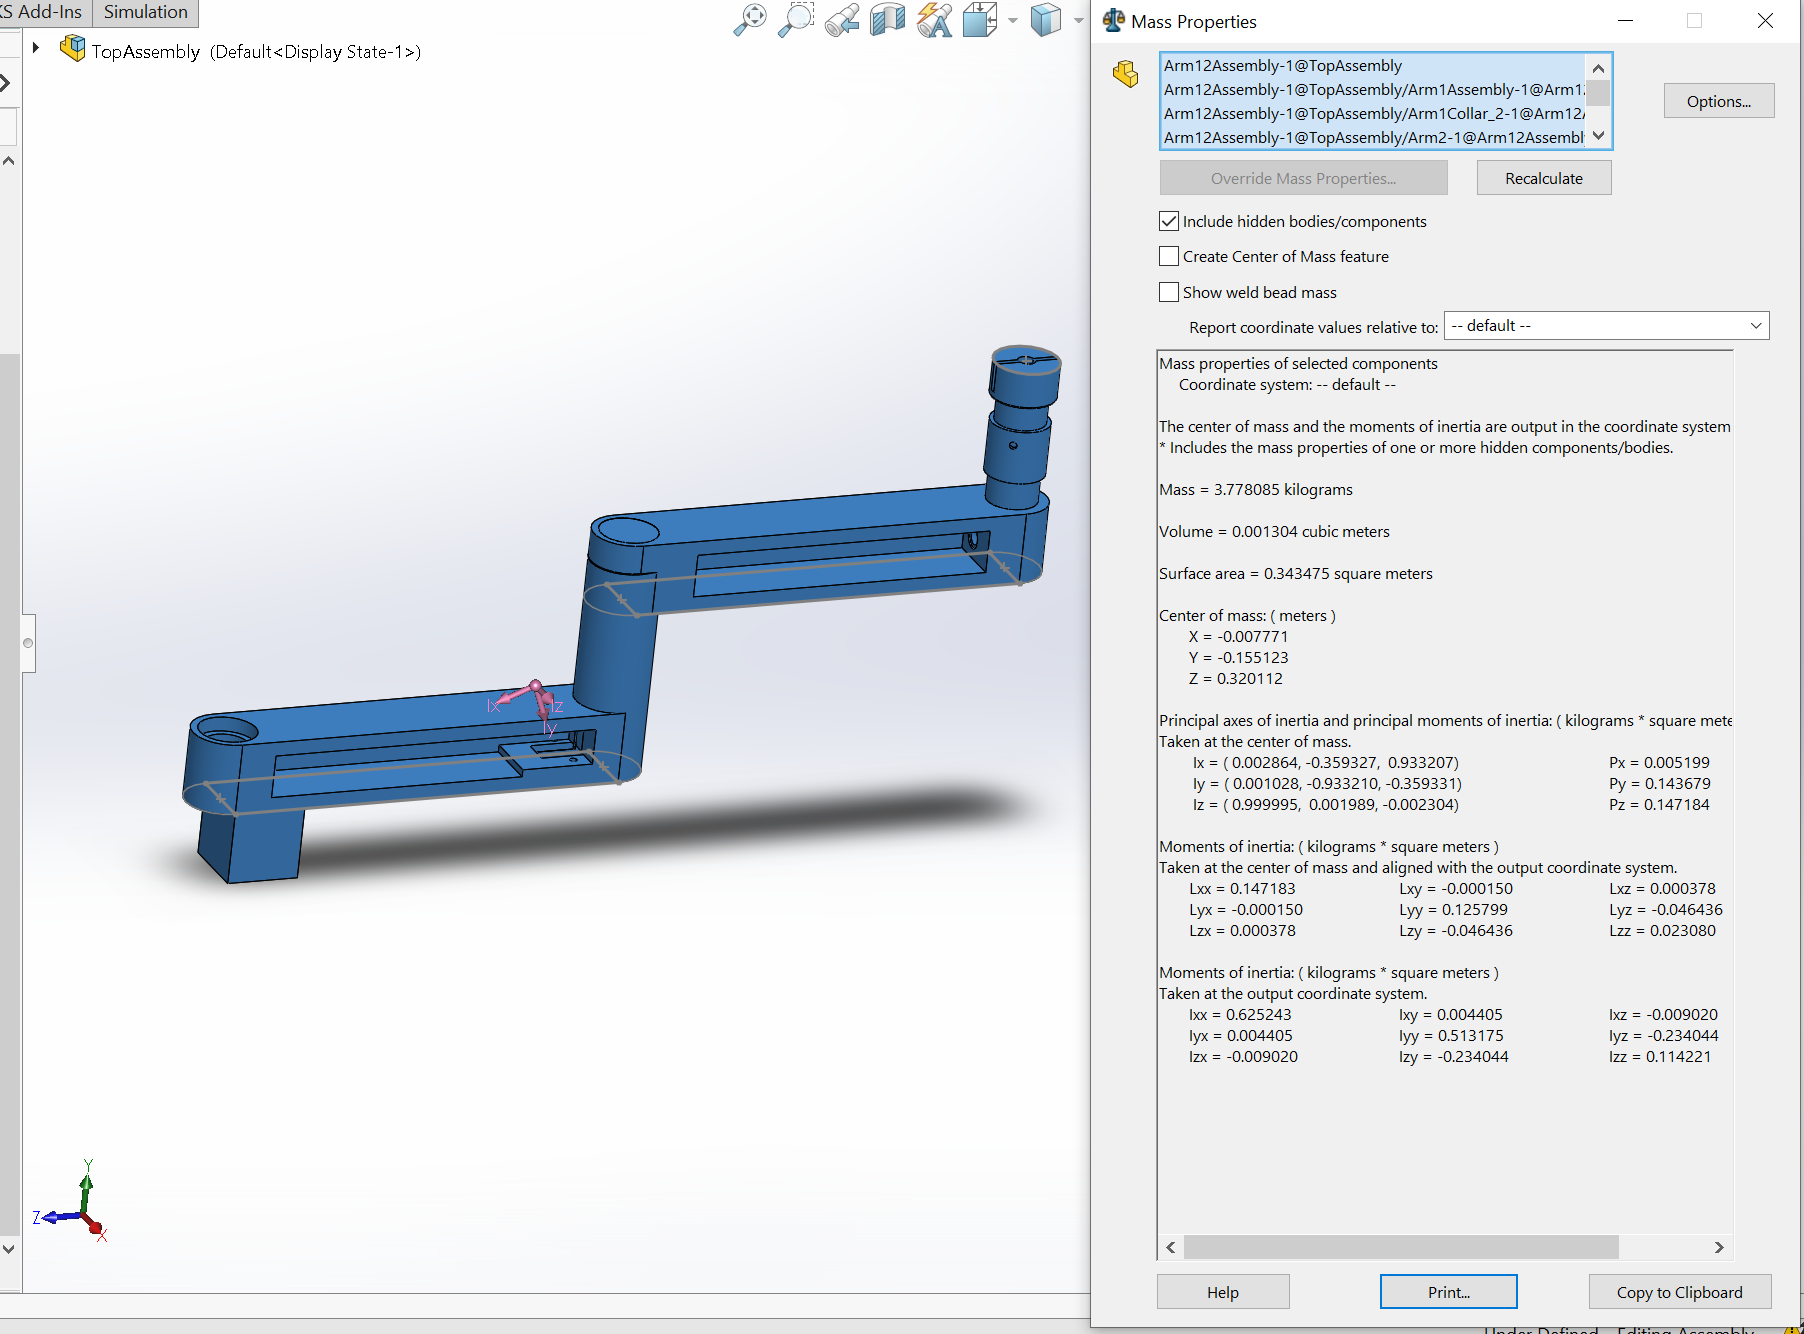 KS Add-Ins Simulation
TopAssembly (Default<Display State-1>)
Ix
Iz
Iy
Y
Z
X
Mass Properties
Arm12Assembly-1@TopAssembly
Arm12Assembly-1@TopAssembly/Arm1Assembly-1@Arm12
Arm12Assembly-1@TopAssembly/Arm1Collar_2-1@Arm12A
Arm12Assembly-1@TopAssembly/Arm2-1@Arm12Assembl
Options...
Override Mass Properties... Recalculate
Include hidden bodies/components
Create Center of Mass feature
Show weld bead mass
Report coordinate values relative to: -- default --
Mass properties of selected components
Coordinate system: -- default --
The center of mass and the moments of inertia are output in the coordinate system
* Includes the mass properties of one or more hidden components/bodies.
Mass = 3.778085 kilograms
Volume = 0.001304 cubic meters
Surface area = 0.343475 square meters
Center of mass: ( meters )
X = -0.007771
Y = -0.155123
Z = 0.320112
Principal axes of inertia and principal moments of inertia: ( kilograms * square mete
Taken at the center of mass.
Ix = ( 0.002864, -0.359327, 0.933207) Px = 0.005199
Iy = ( 0.001028, -0.933210, -0.359331) Py = 0.143679
Iz = ( 0.999995, 0.001989, -0.002304) Pz = 0.147184
Moments of inertia: ( kilograms * square meters )
Taken at the center of mass and aligned with the output coordinate system.
Lxx = 0.147183 Lxy = -0.000150 Lxz = 0.000378
Lyx = -0.000150 Lyy = 0.125799 Lyz = -0.046436
Lzx = 0.000378 Lzy = -0.046436 Lzz = 0.023080
Moments of inertia: ( kilograms * square meters )
Taken at the output coordinate system.
Ixx = 0.625243 Ixy = 0.004405 Ixz = -0.009020
Iyx = 0.004405 Iyy = 0.513175 Iyz = -0.234044
Izx = -0.009020 Izy = -0.234044 Izz = 0.114221
Help Print... Copy to Clipboard
Under Defined Editing Assembly